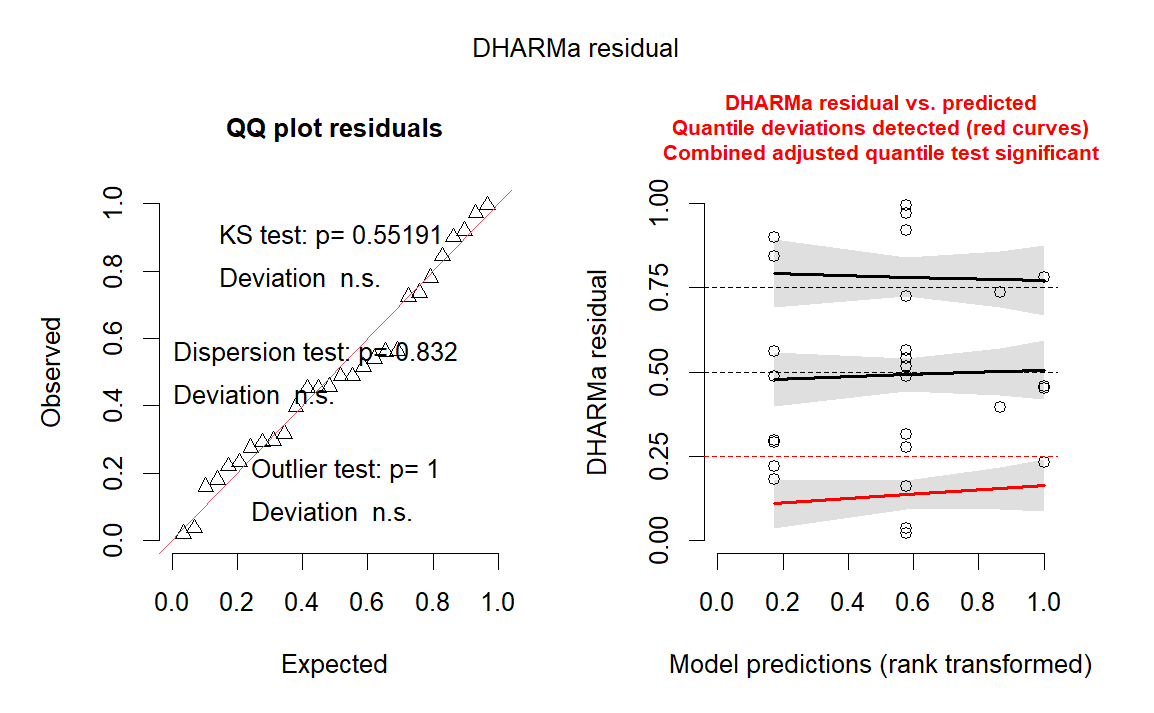 DHARMa residual
QQ plot residuals
KS test: p= 0.55191
Deviation n.s.
Dispersion test: p= 0.832
Deviation n.s.
Outlier test: p= 1
Deviation n.s.
Observed
0.0
0.2
0.4
0.6
0.8
1.0
0.0
0.2
0.4
0.6
0.8
1.0
Expected
DHARMa residual vs. predicted
Quantile deviations detected (red curves)
Combined adjusted quantile test significant
DHARMa residual
0.00
0.25
0.50
0.75
1.00
0.0
0.2
0.4
0.6
0.8
1.0
Model predictions (rank transformed)